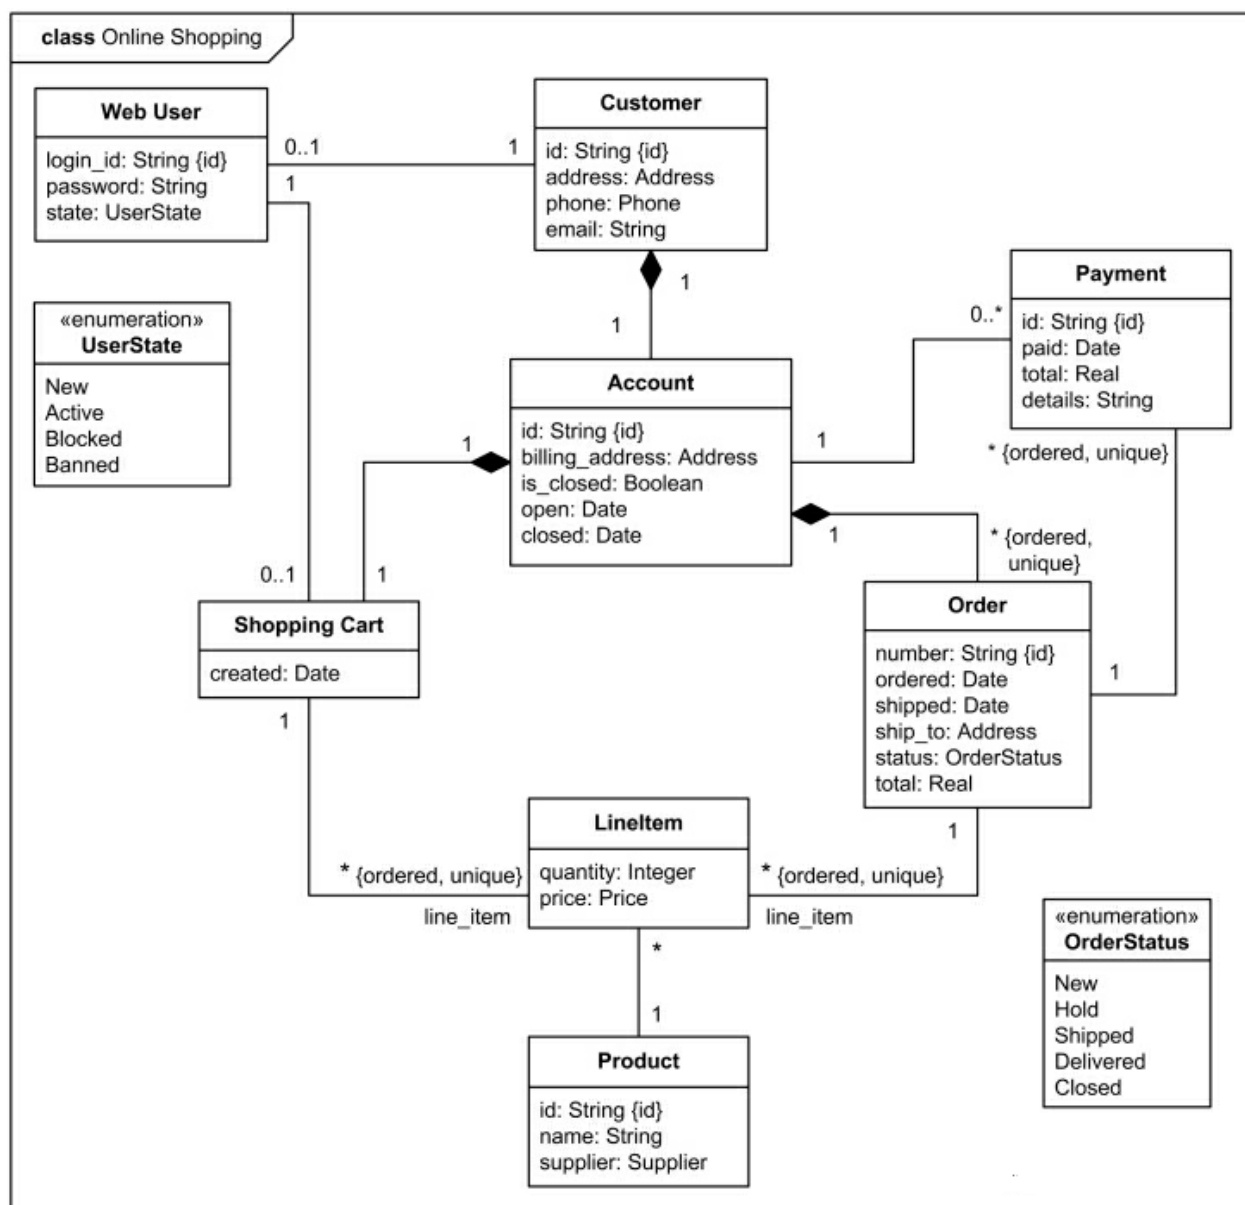 class Online Shopping
Web User
login_id: String {id}
password: String
state: UserState
0..1
1
1
Customer
id: String {id}
address: Address
phone: Phone
email: String
1
1
«enumeration»
UserState
New
Active
Blocked
Banned
Payment
id: String {id}
paid: Date
total: Real
details: String
0..*
1
* {ordered, unique}
Account
id: String {id}
billing_address: Address
is_closed: Boolean
open: Date
closed: Date
1
1
* {ordered,
unique}
0..1
1
Shopping Cart
created: Date
1
Order
number: String {id}
ordered: Date
shipped: Date
ship_to: Address
status: OrderStatus
total: Real
1
1
LineItem
quantity: Integer
price: Price
* {ordered, unique}
line_item
* {ordered, unique}
line_item
*
1
Product
id: String {id}
name: String
supplier: Supplier
«enumeration»
OrderStatus
New
Hold
Shipped
Delivered
Closed